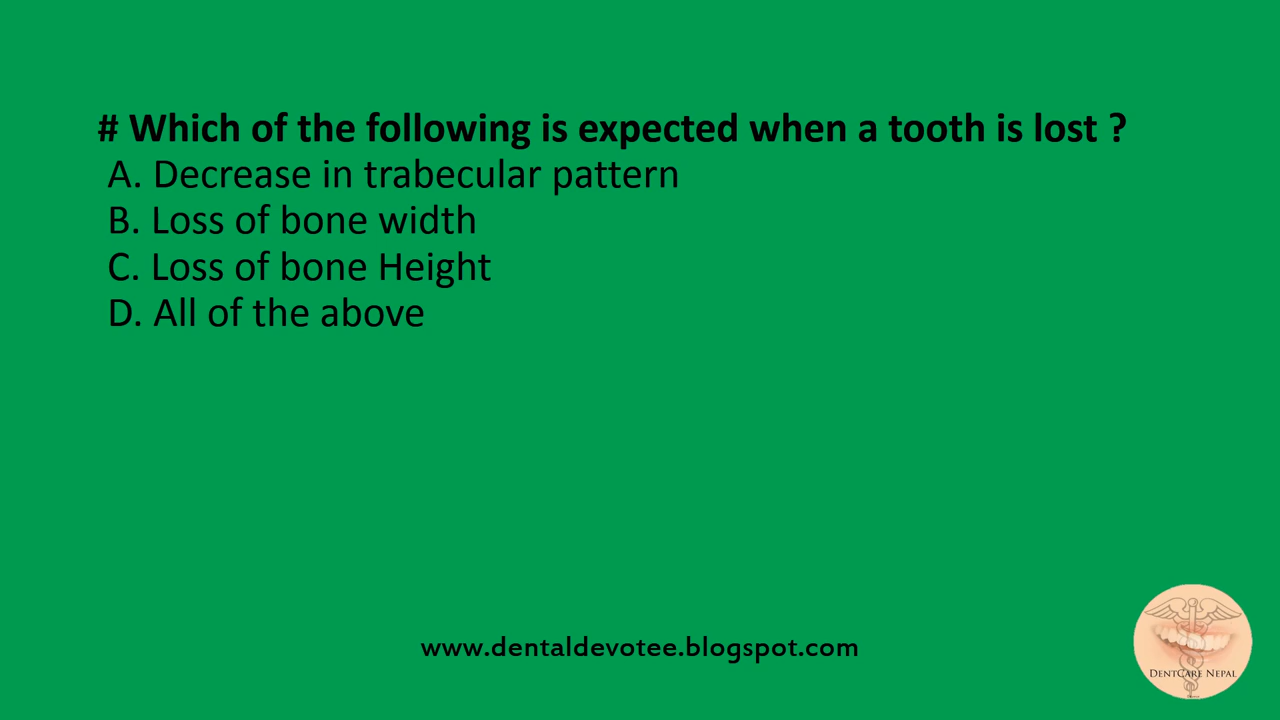 # Which of the following is expected when a tooth is lost ?
A. Decrease in trabecular pattern
B. Loss of bone width
C. Loss of bone Height
D. All of the above
www.dentaldevotee.blogspot.com
DENTCARE NEPAL